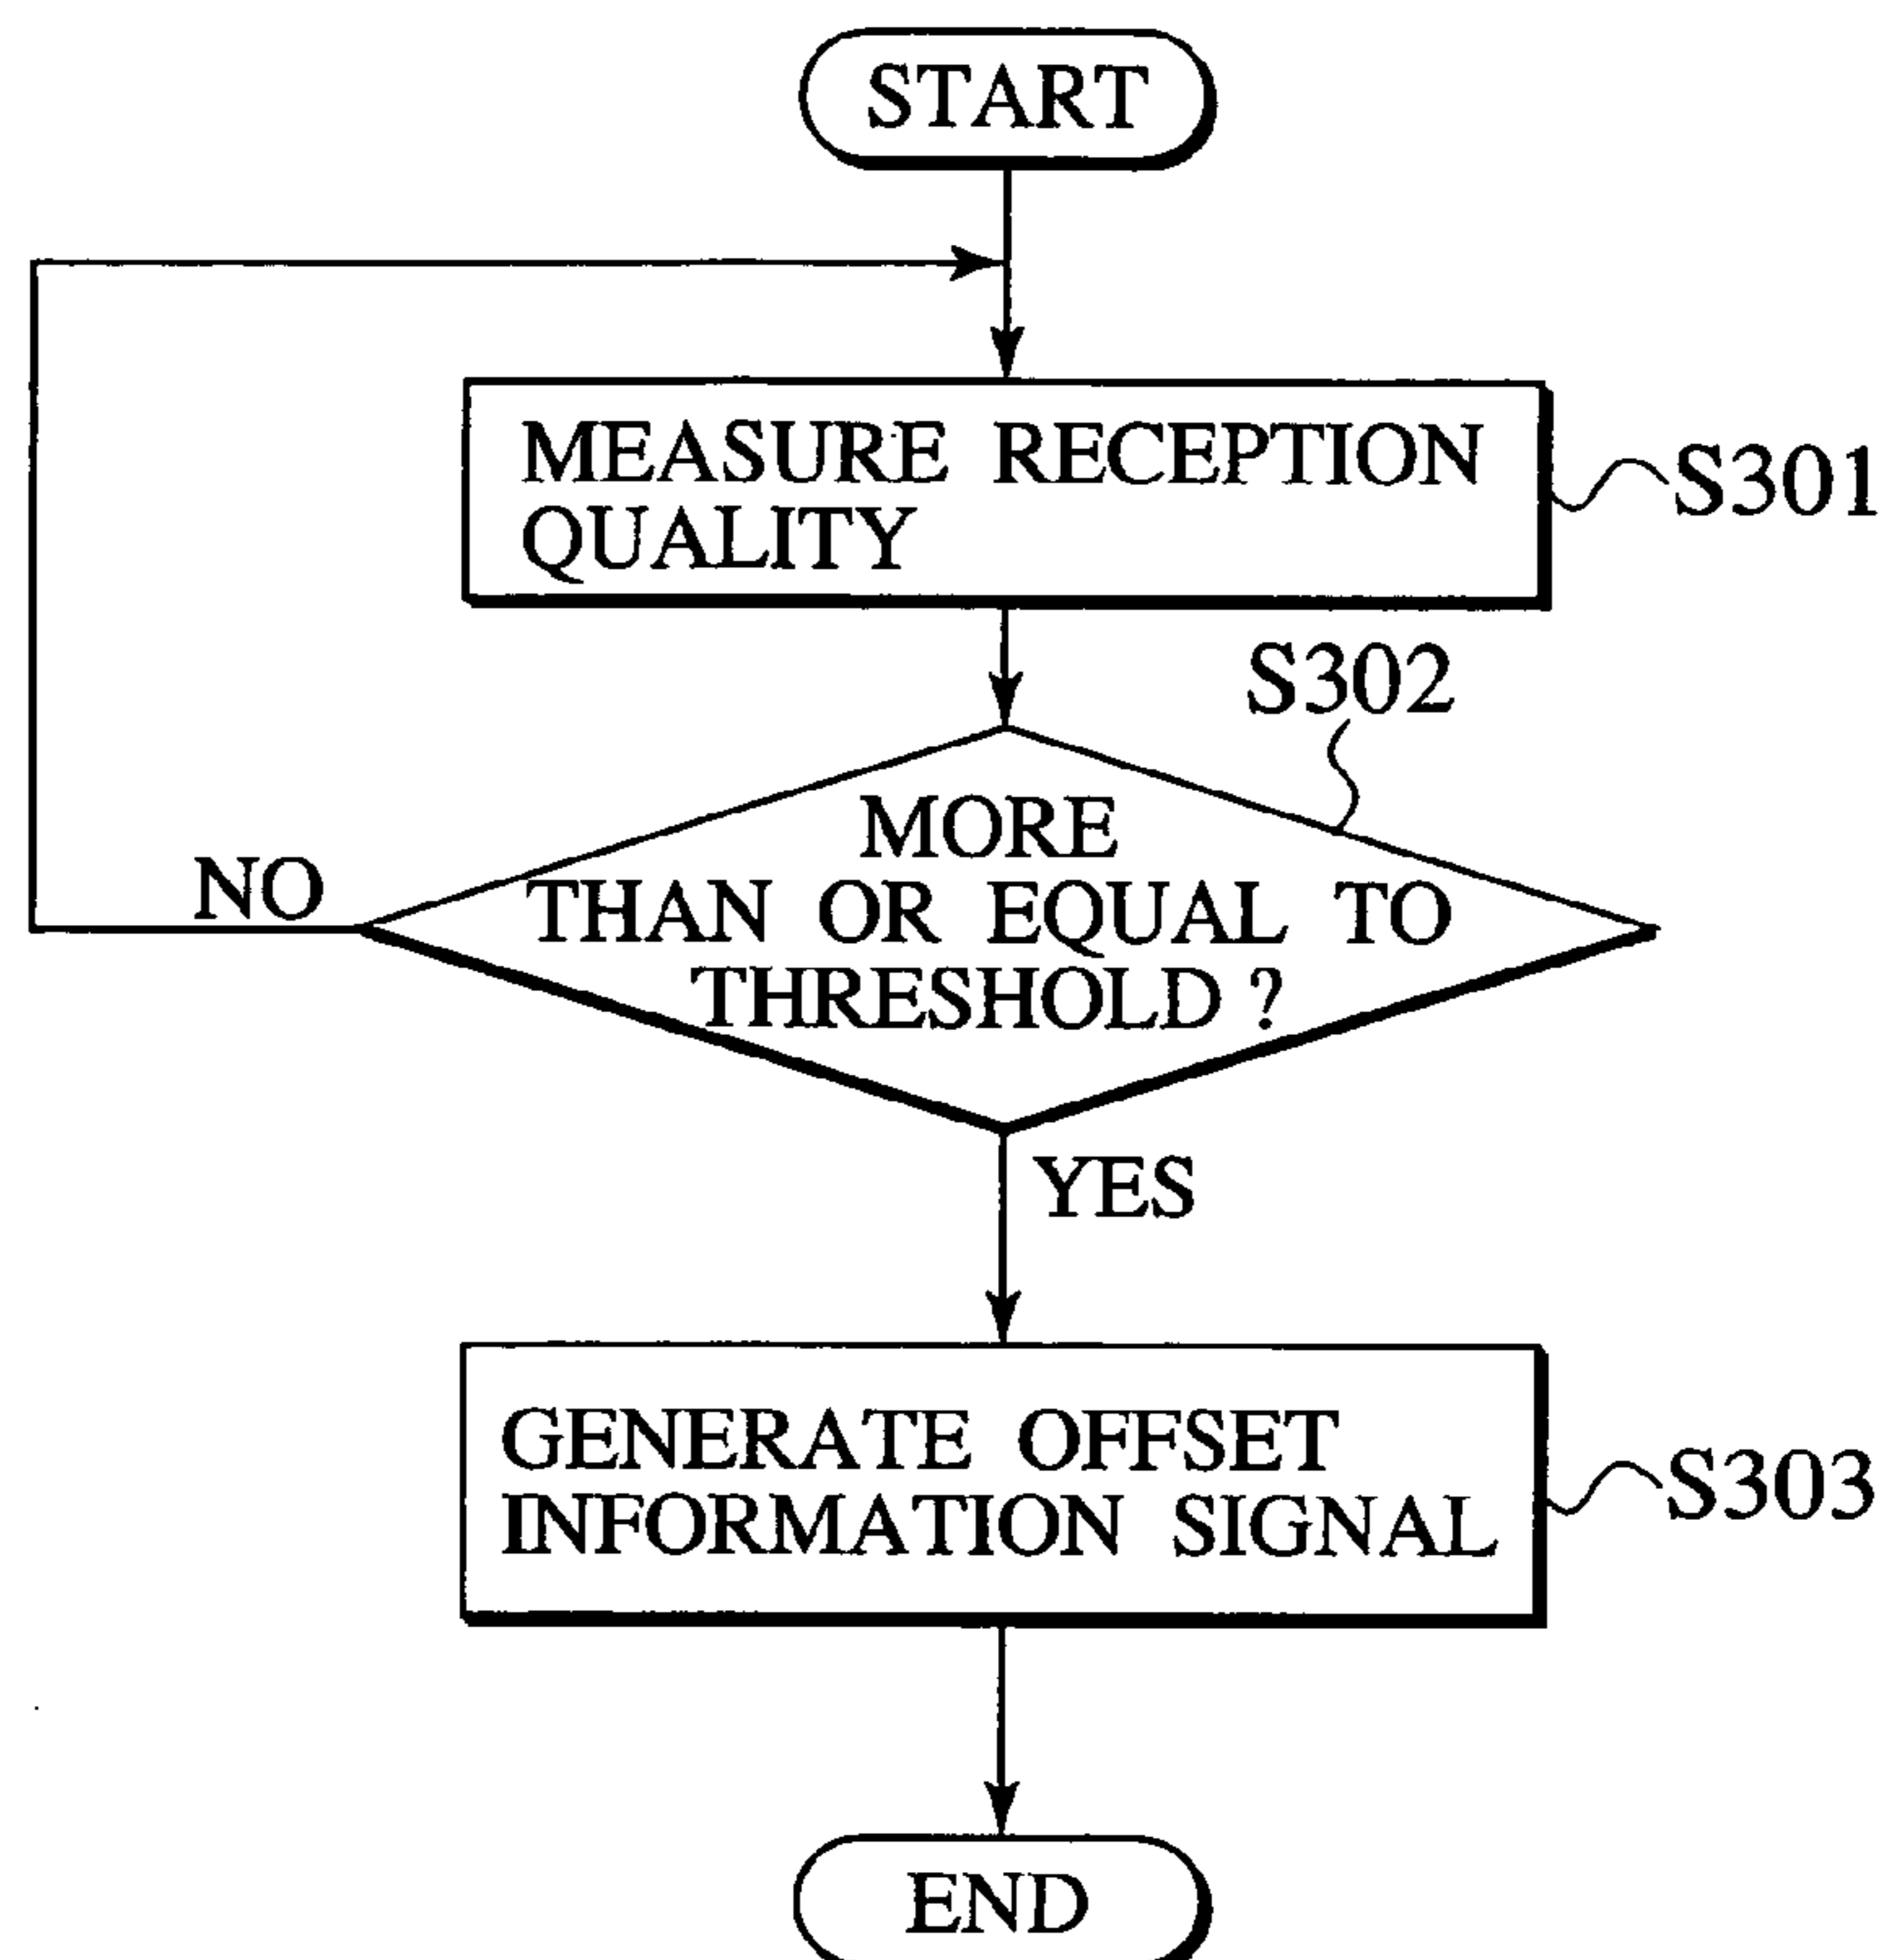 START
MEASURE RECEPTION
QUALITY
S301
S302
MORE
THAN OR EQUAL TO
THRESHOLD ?
NO
YES
GENERATE OFFSET
INFORMATION SIGNAL
S303
END